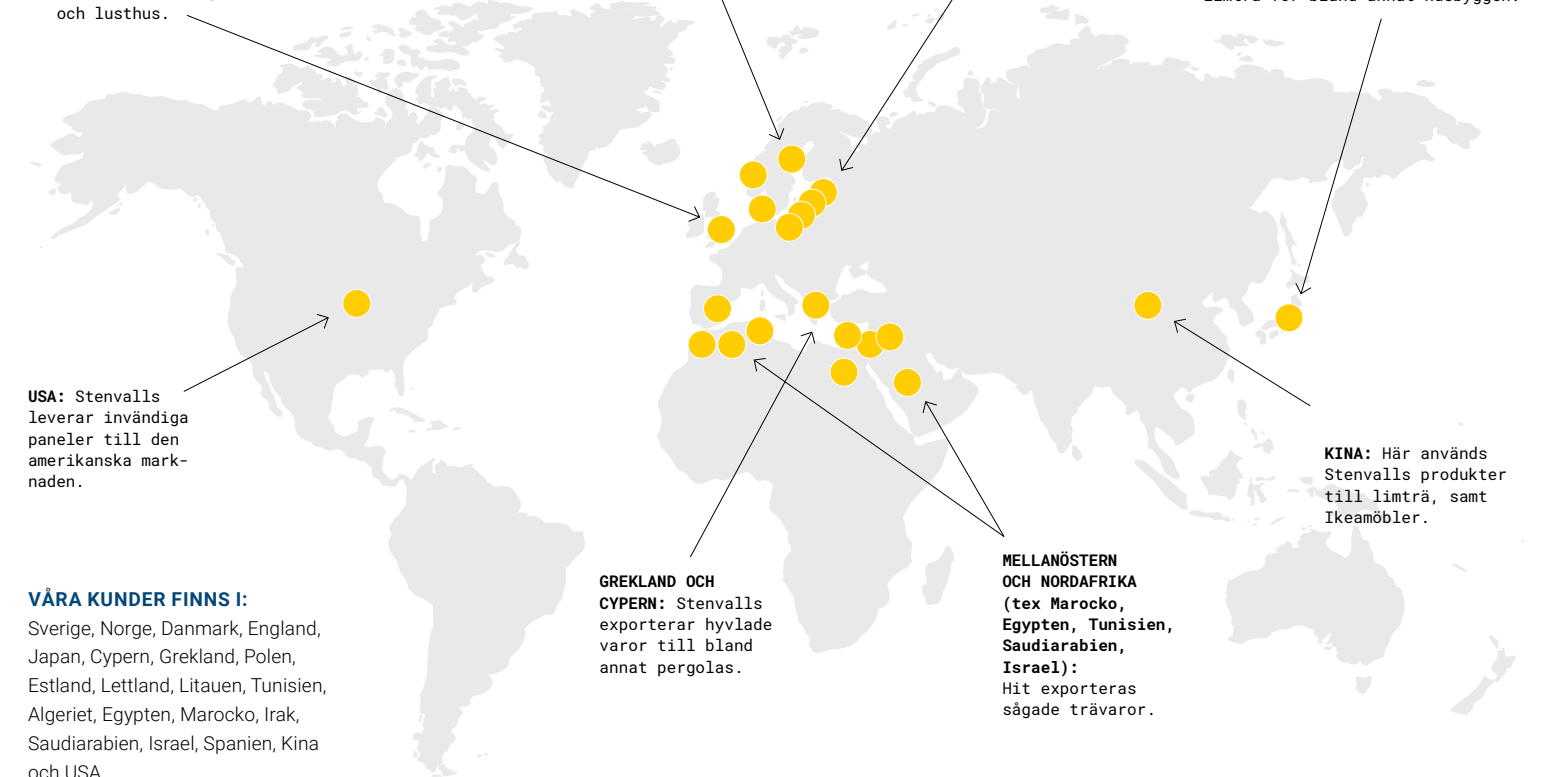 och lusthus.
USA: Stenvalls
leverar invändiga
paneler till den
amerikanska mark-
naden.
KINA: Här används
Stenvalls produkter
till limträ, samt
Ikeamöbler.
MELLANÖSTERN
OCH NORDAFRIKA
(tex Marocko,
Egypten, Tunisien,
Saudiarabien,
Israel):
Hit exporteras
sågade trävaror.
GREKLAND OCH
CYPERN: Stenvalls
exporterar hyvlade
varor till bland
annat pergolas.
VÅRA KUNDER FINNS I:
Sverige, Norge, Danmark, England,
Japan, Cypern, Grekland, Polen,
Estland, Lettland, Litauen, Tunisien,
Algeriet, Egypten, Marocko, Irak,
Saudiarabien, Israel, Spanien, Kina
och USA